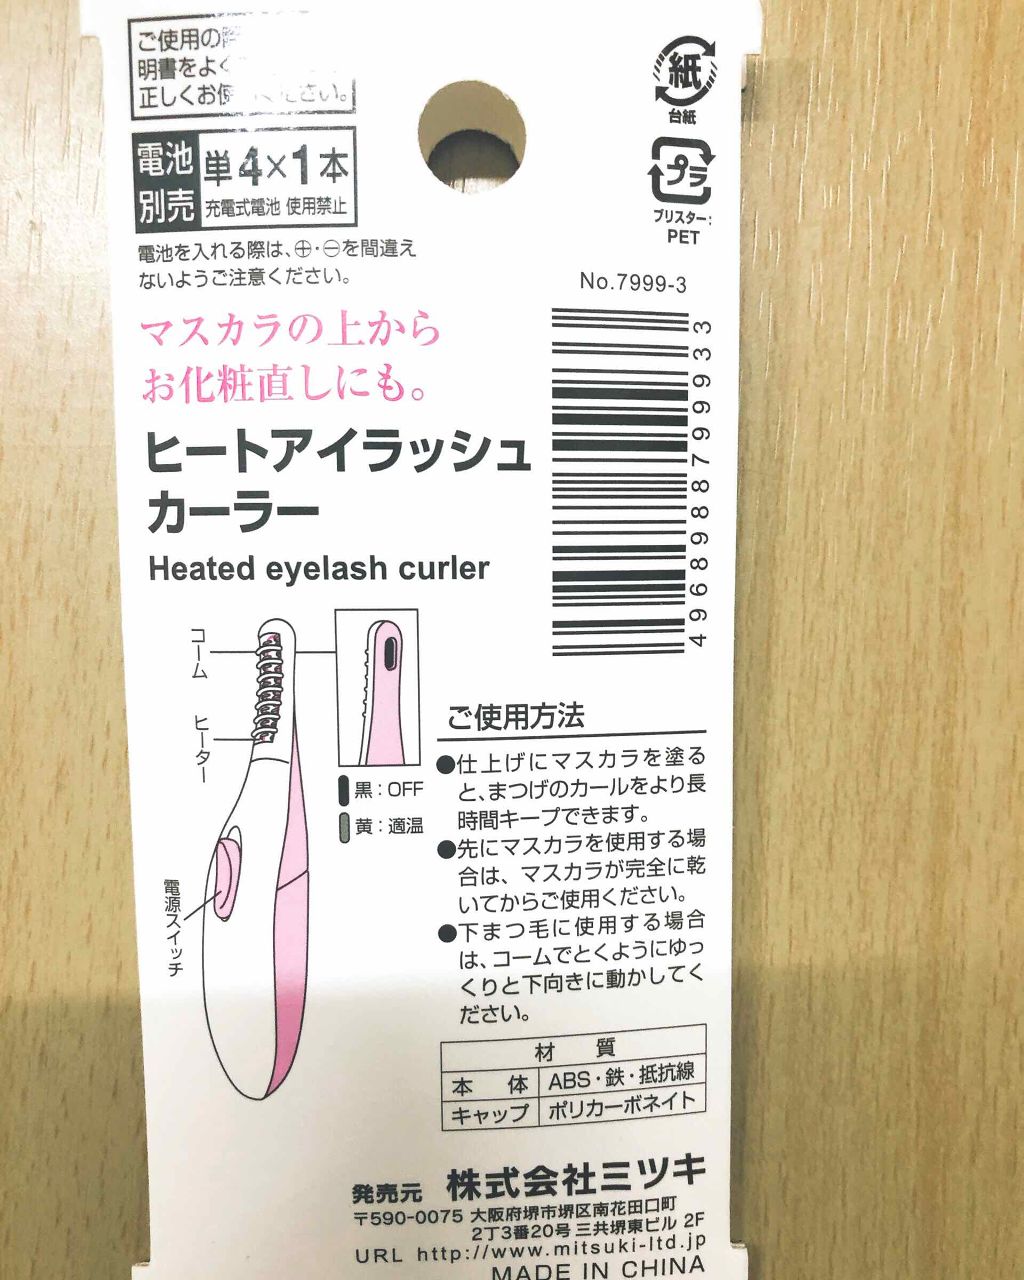 ご使用の際
明書をよく
正しくお使いください。
電池
別売
単4×1本
充電式電池 使用禁止
電池を入れる際は、⊕・⊖を間違え
ないようご注意ください。
紙
台紙
プラ
ブリスター：
PET
No.7999-3
4968988799933
マスカラの上から
お化粧直しにも。
ヒートアイラッシュ
カーラー
Heated eyelash curler
コーム
ヒーター
黒：OFF
黄：適温
電源スイッチ
ご使用方法
●仕上げにマスカラを塗る
と、まつげのカールをより長
時間キープできます。
●先にマスカラを使用する場
合は、マスカラが完全に乾
いてからご使用ください。
●下まつ毛に使用する場合
は、コームでとくようにゆっ
くりと下向きに動かしてく
ださい。
材 質
本 体 ABS・鉄・抵抗線
キャップ ポリカーボネイト
発売元 株式会社ミツキ
〒590-0075 大阪府堺市堺区南花田口町
2丁3番20号 三共堺東ビル 2F
URL http://www.mitsuki-ltd.jp
MADE IN CHINA